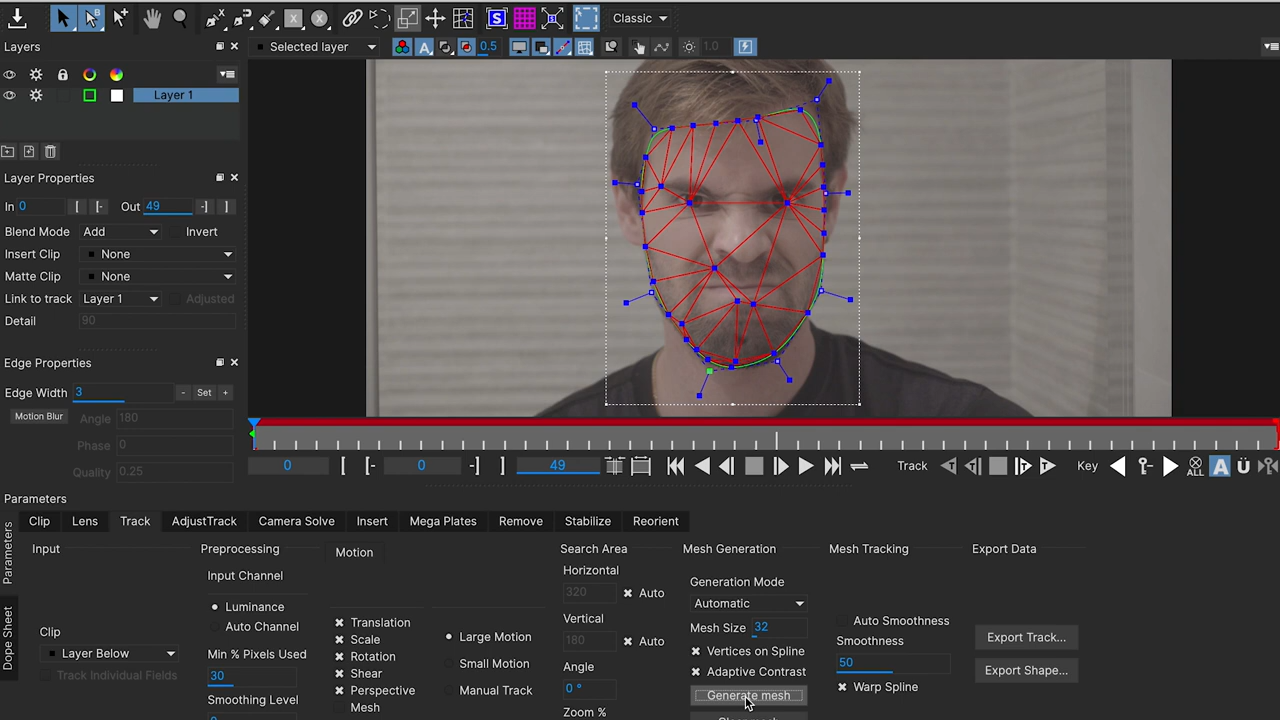 Classic
Layers
Selected layer
0.5
1.0
Layer 1
Layer Properties
In 0 [ [- Out 49 -] ]
Blend Mode Add Invert
Insert Clip None
Matte Clip None
Link to track Layer 1 Adjusted
Detail 90
Edge Properties
Edge Width 3 - Set +
Motion Blur Angle 180
Phase 0
Quality 0.25
0 [ [- 0 -] ] 49 Track Key ALL A Ü
Parameters
Clip Lens Track AdjustTrack Camera Solve Insert Mega Plates Remove Stabilize Reorient
Parameters
Dope Sheet
Input
Clip
Layer Below
Track Individual Fields
Preprocessing
Input Channel
Luminance
Auto Channel
Min % Pixels Used
30
Smoothing Level
Motion
Translation
Scale
Rotation
Shear
Perspective
Mesh
Large Motion
Small Motion
Manual Track
Search Area
Horizontal
320 Auto
Vertical
180 Auto
Angle
0 °
Zoom %
Mesh Generation
Generation Mode
Automatic
Mesh Size 32
Vertices on Spline
Adaptive Contrast
Generate mesh
Mesh Tracking
Auto Smoothness
Smoothness
50
Warp Spline
Export Data
Export Track...
Export Shape...